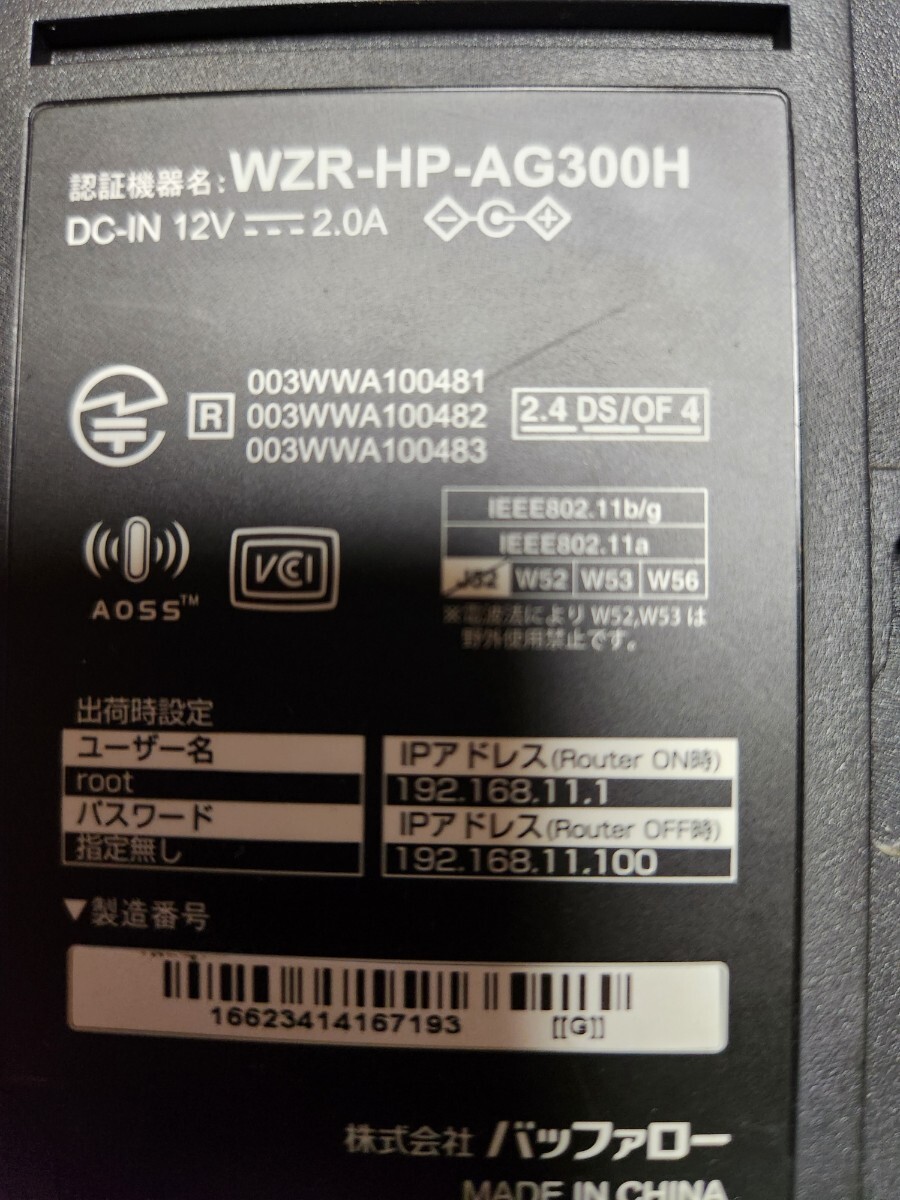 認証機器名:WZR-HP-AG300H
DC-IN 12V 2.0A
003WWA100481
R 003WWA100482
003WWA100483
2.4 DS/OF 4
IEEE802.11b/g
IEEE802.11a
J52 W52 W53 W56
※電波法により W52,W53 は
野外使用禁止です。
AOSS™
VCCI
出荷時設定
ユーザー名
root
パスワード
指定無し
IPアドレス(Router ON時)
192.168.11.1
IPアドレス(Router OFF時)
192.168.11.100
▼製造番号
16623414167193 [[G]]
株式会社 バッファロー
MADE IN CHINA